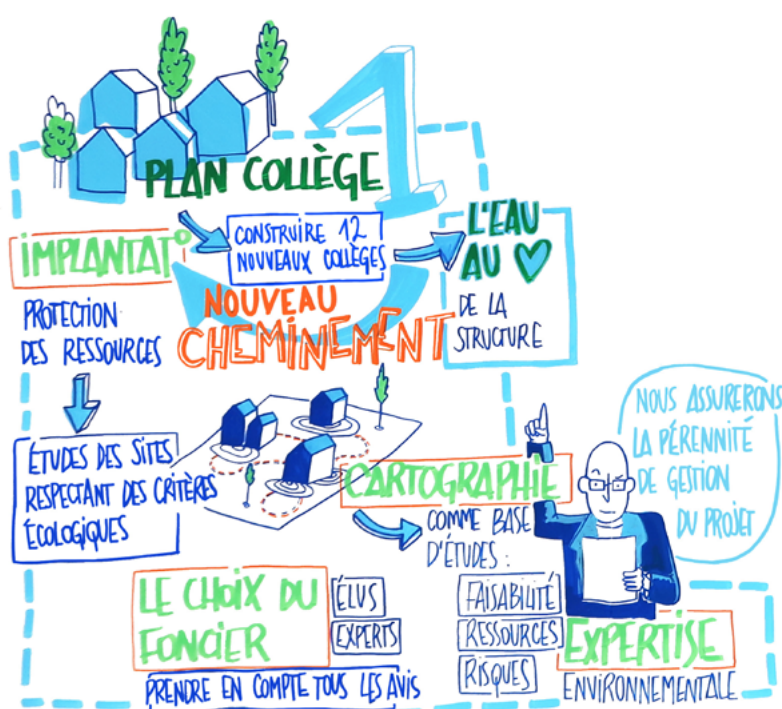 1
PLAN COLLÈGE
IMPLANTATº
CONSTRUIRE 12
NOUVEAUX COLLÈGES
L'EAU
AU
DE LA
STRUCTURE
PROTECTION
DES RESSOURCES
NOUVEAU
CHEMINEMENT
ÉTUDES DES SITES
RESPECTANT DES CRITÈRES
ÉCOLOGIQUES
CARTOGRAPHIE
COMME BASE
D'ÉTUDES :
NOUS ASSURERONS
LA PÉRENNITÉ
DE GESTION
DU PROJET
LE CHOIX DU
FONCIER
ÉLUS
EXPERTS
PRENDRE EN COMPTE TOUS LES AVIS
FAISABILITÉ
RESSOURCES
RISQUES
EXPERTISE
ENVIRONNEMENTALE